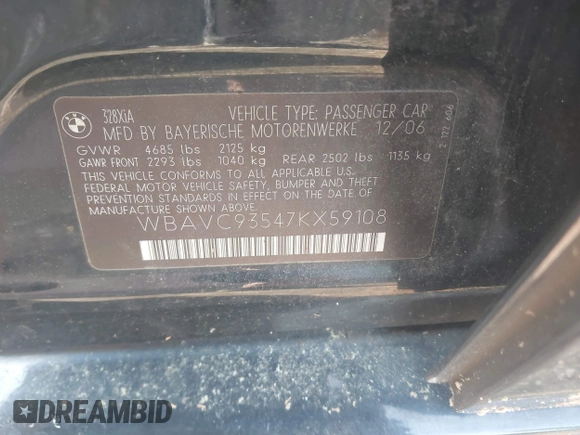 BMW
328XiA VEHICLE TYPE: PASSENGER CAR
MFD BY BAYERISCHE MOTORENWERKE 12/06
GVWR 4685 lbs 2125 kg
GAWR FRONT 2293 lbs 1040 kg REAR 2502 lbs 1135 kg
THIS VEHICLE CONFORMS TO ALL APPLICABLE U.S.
FEDERAL MOTOR VEHICLE SAFETY, BUMPER AND THEFT
PREVENTION STANDARDS IN EFFECT ON THE DATE OF
MANUFACTURE SHOWN ABOVE.
WBAVC93547KX59108
DREAMBID